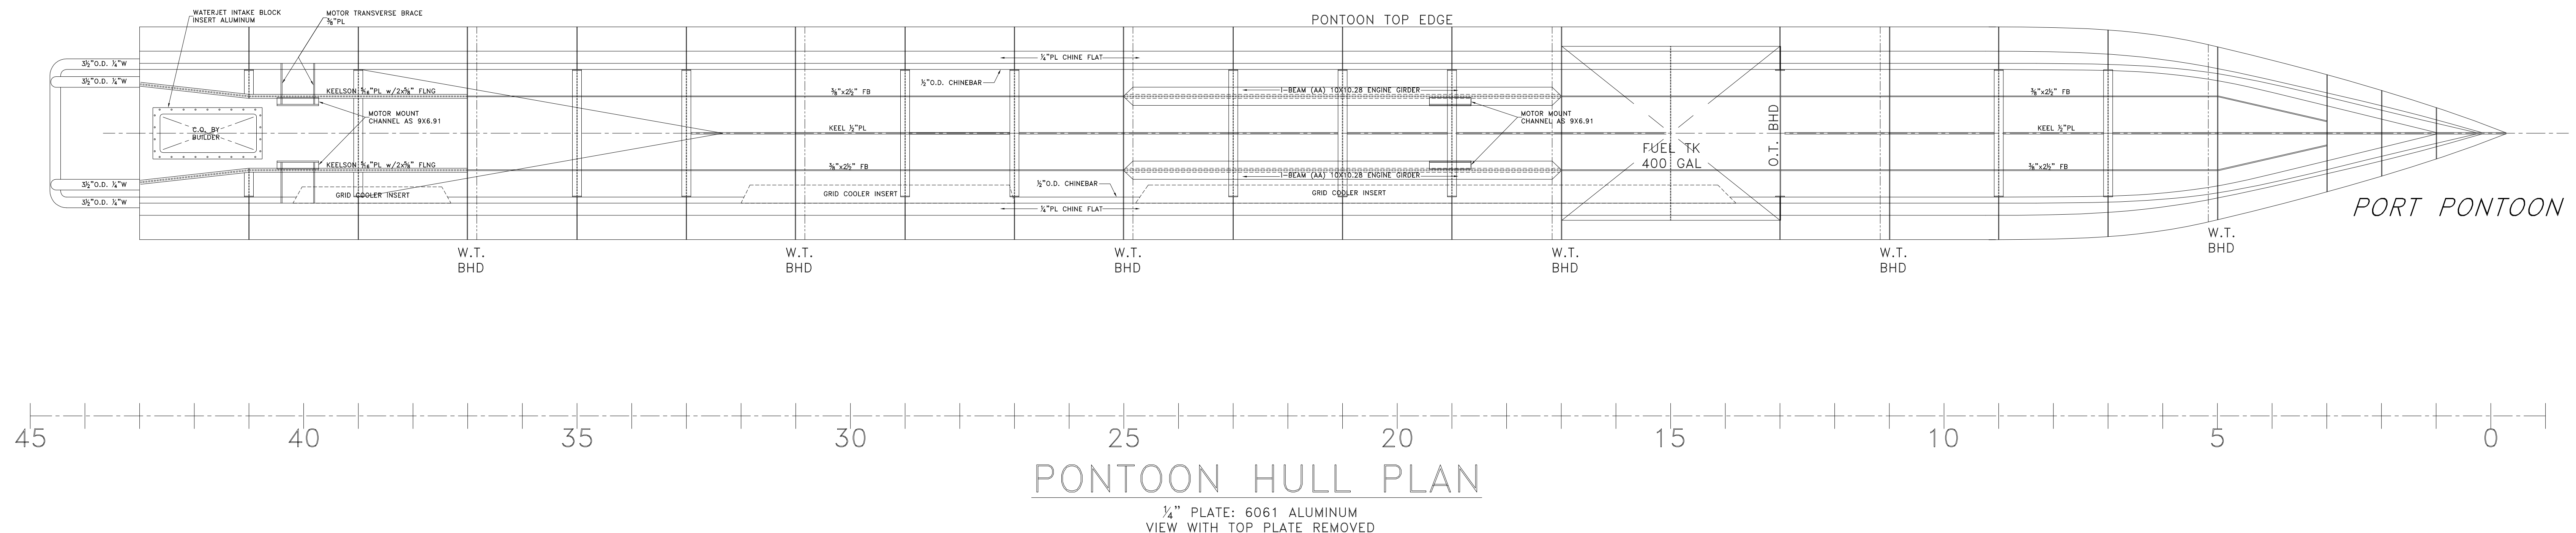 WATERJET INTAKE BLOCK
INSERT ALUMINUM
MOTOR TRANSVERSE BRACE
⅜"PL
PONTOON TOP EDGE
3½"O.D. ¼"W
3½"O.D. ¼"W
¼"PL CHINE FLAT
½"O.D. CHINEBAR
KEELSON 5⁄16"PL w/2x⅜" FLNG
⅜"x2½" FB
I-BEAM (AA) 10X10.28 ENGINE GIRDER
⅜"x2½" FB
MOTOR MOUNT
CHANNEL AS 9X6.91
MOTOR MOUNT
CHANNEL AS 9X6.91
C.O. BY
BUILDER
KEEL ½"PL
KEEL ½"PL
FUEL TK
400 GAL
O.T. BHD
KEELSON 5⁄16"PL w/2x⅜" FLNG
⅜"x2½" FB
I-BEAM (AA) 10X10.28 ENGINE GIRDER
⅜"x2½" FB
3½"O.D. ¼"W
3½"O.D. ¼"W
GRID COOLER INSERT
GRID COOLER INSERT
½"O.D. CHINEBAR
GRID COOLER INSERT
¼"PL CHINE FLAT
PORT PONTOON
W.T.
BHD
W.T.
BHD
W.T.
BHD
W.T.
BHD
W.T.
BHD
W.T.
BHD
45 40 35 30 25 20 15 10 5 0
PONTOON HULL PLAN
¼" PLATE: 6061 ALUMINUM
VIEW WITH TOP PLATE REMOVED